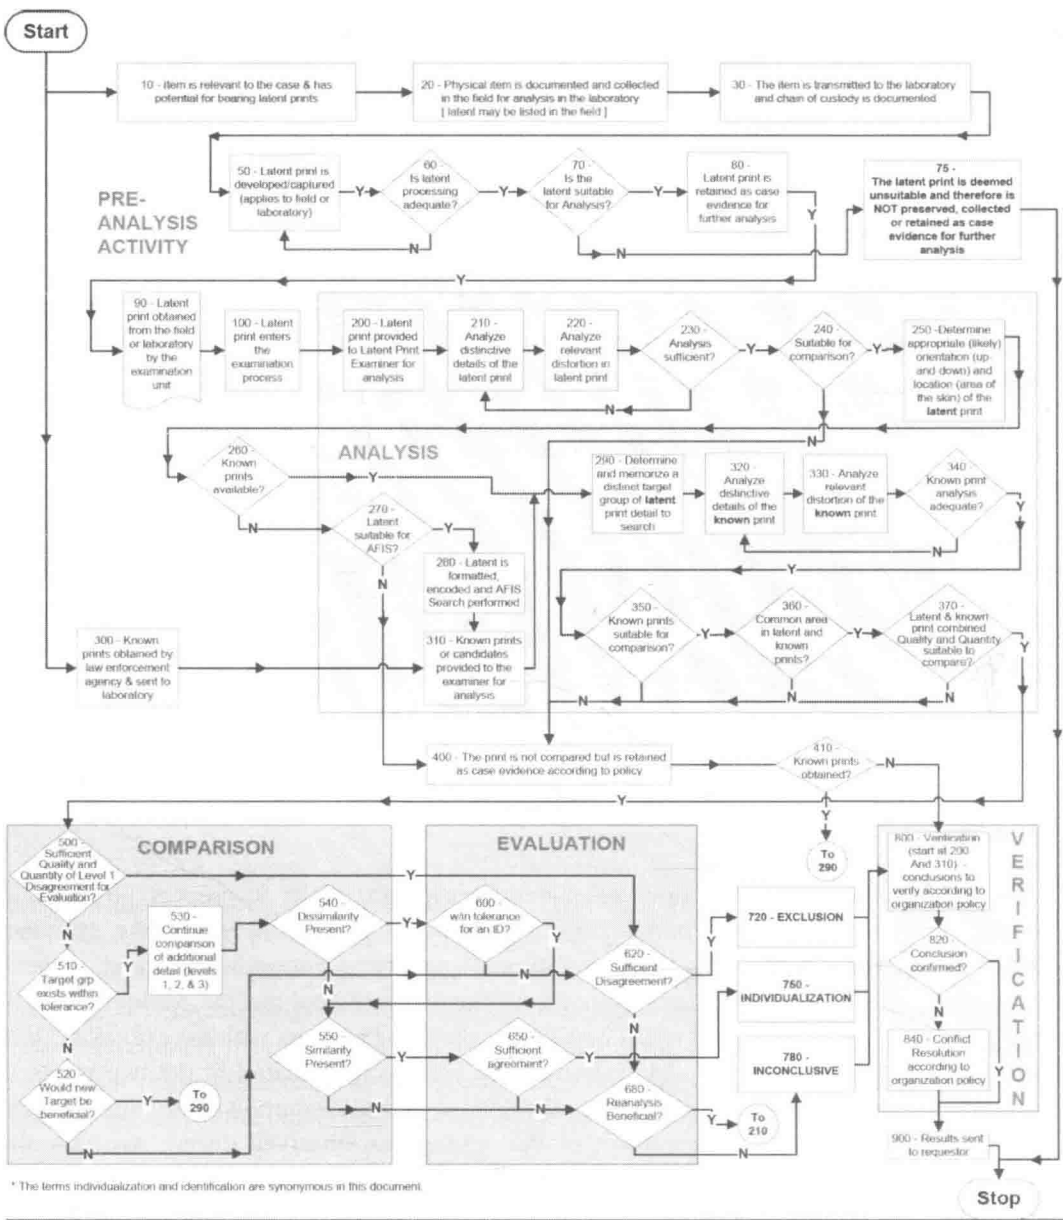 Start
10 - item is relevant to the case & has
potential for bearing latent prints
20 - Physical item is documented and collected
in the field for analysis in the laboratory
[ latent may be listed in the field ]
30 - The item is transmitted to the laboratory
and chain of custody is documented
PRE-
ANALYSIS
ACTIVITY
50 - Latent print is
developed/captured
(applies to field or
laboratory)
Y
60 -
Is latent
processing
adequate?
Y
N
70 -
Is the
latent suitable
for Analysis?
Y
N
80 -
Latent print is
retained as case
evidence for
further analysis
Y
75 -
The latent print is deemed
unsuitable and therefore is
NOT preserved, collected
or retained as case
evidence for further
analysis
Y
90 - Latent
print obtained
from the field
or laboratory
by the
examination
unit
100 - Latent
print enters
the
examination
process
200 - Latent
print provided
to Latent Print
Examiner for
analysis
210 -
Analyze
distinctive
details of the
latent print
220 -
Analyze
relevant
distortion in
latent print
230 -
Analysis
sufficient?
Y
N
240 -
Suitable for
comparison?
Y
N
250 -Determine
appropriate (likely)
orientation (up
and down) and
location (area of
the skin) of the
latent print
ANALYSIS
260 -
Known
prints
available?
Y
N
270 -
Latent
suitable for
AFIS?
Y
N
280 - Latent is
formatted,
encoded and AFIS
Search performed
290 - Determine
and memorize a
distinct target
group of latent
print detail to
search
320 -
Analyze
distinctive
details of the
known print
330 - Analyze
relevant
distortion of the
known print
340 -
Known print
analysis
adequate?
Y
N
Y
300 - Known
prints obtained by
law enforcement
agency & sent to
laboratory
310 - Known prints
or candidates
provided to the
examiner for
analysis
350 -
Known prints
suitable for
comparison?
Y
N
360 -
Common area
in latent and
known
prints?
Y
N
370 -
Latent & known
print combined
Quality and Quantity
suitable to
compare?
Y
N
N
400 - The print is not compared but is retained
as case evidence according to policy
410 -
Known prints
obtained?
N
Y
To
290
Y
COMPARISON
500 -
Sufficient
Quality and
Quantity of Level 1
Disagreement for
Evaluation?
Y
N
510 -
Target grp
exists within
tolerance?
Y
N
520 -
Would new
Target be
beneficial?
Y
To
290
N
530 -
Continue
comparison
of additional
detail (levels
1, 2, & 3)
540 -
Dissimilarity
Present?
Y
N
550 -
Similarity
Present?
Y
N
EVALUATION
600 -
w/in tolerance
for an ID?
Y
N
620 -
Sufficient
Disagreement?
Y
N
650 -
Sufficient
agreement?
Y
N
680 -
Reanalysis
Beneficial?
Y
To
210
N
720 - EXCLUSION
750 -
INDIVIDUALIZATION
780 -
INCONCLUSIVE
VERIFICATION
800 - Verification
(start at 200
And 310) -
conclusions to
verify according to
organization policy
820 -
Conclusion
confirmed?
N
Y
840 - Conflict
Resolution
according to
organization policy
900 - Results sent
to requestor
Stop
* The terms individualization and identification are synonymous in this document.